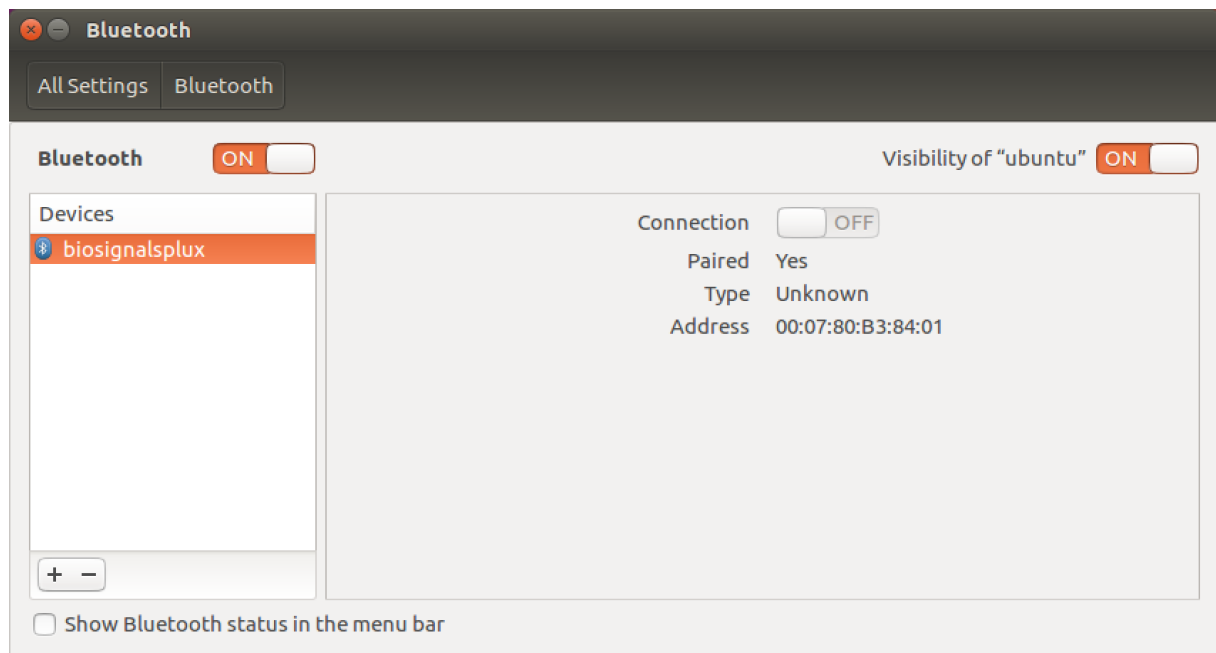 Bluetooth
All Settings Bluetooth
Bluetooth ON Visibility of “ubuntu” ON
Devices
biosignalsplux
Connection OFF
Paired Yes
Type Unknown
Address 00:07:80:B3:84:01
+ −
Show Bluetooth status in the menu bar